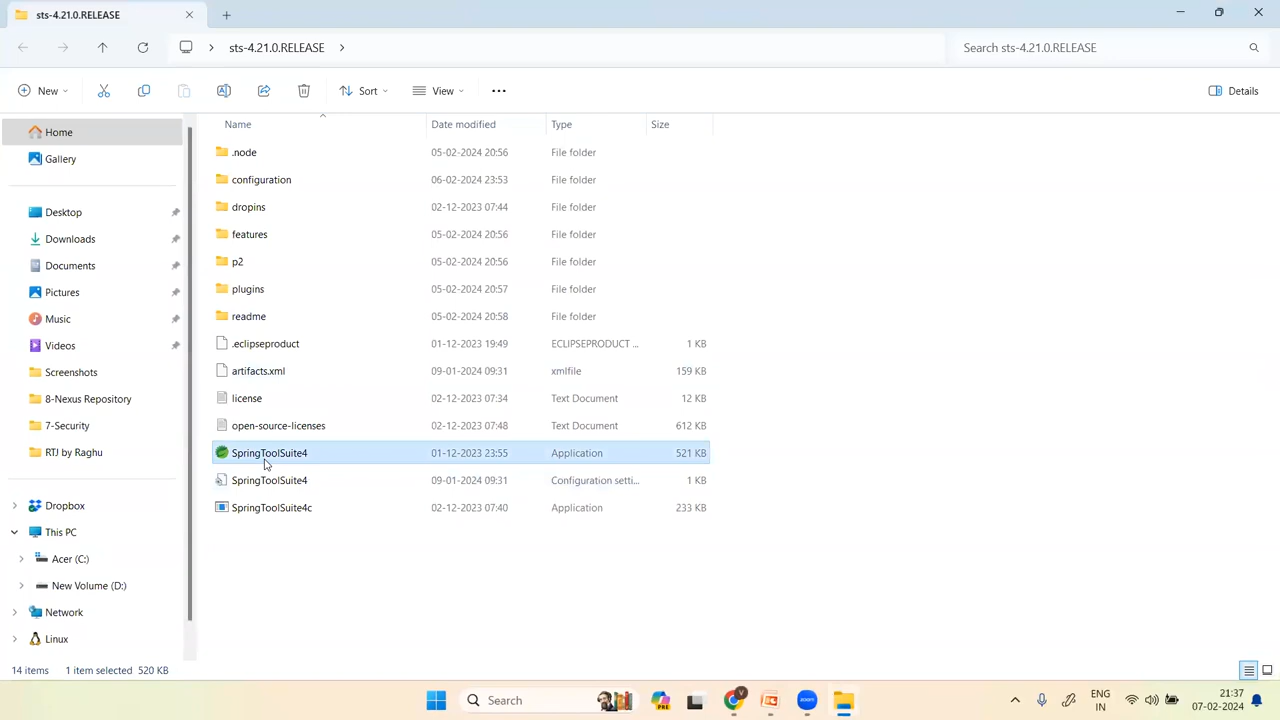 sts-4.21.0.RELEASE
sts-4.21.0.RELEASE
Search sts-4.21.0.RELEASE
New
Sort
View
Details
Name Date modified Type Size
Home
Gallery
Desktop
Downloads
Documents
Pictures
Music
Videos
Screenshots
8-Nexus Repository
7-Security
RTJ by Raghu
Dropbox
This PC
Acer (C:)
New Volume (D:)
Network
Linux
.node 05-02-2024 20:56 File folder
configuration 06-02-2024 23:53 File folder
dropins 02-12-2023 07:44 File folder
features 05-02-2024 20:56 File folder
p2 05-02-2024 20:56 File folder
plugins 05-02-2024 20:57 File folder
readme 05-02-2024 20:58 File folder
.eclipseproduct 01-12-2023 19:49 ECLIPSEPRODUCT ... 1 KB
artifacts.xml 09-01-2024 09:31 xmlfile 159 KB
license 02-12-2023 07:34 Text Document 12 KB
open-source-licenses 02-12-2023 07:48 Text Document 612 KB
SpringToolSuite4 01-12-2023 23:55 Application 521 KB
SpringToolSuite4 09-01-2024 09:31 Configuration setti... 1 KB
SpringToolSuite4c 02-12-2023 07:40 Application 233 KB
14 items 1 item selected 520 KB
Search
PRE
V
zoom
ENG
IN
21:37
07-02-2024